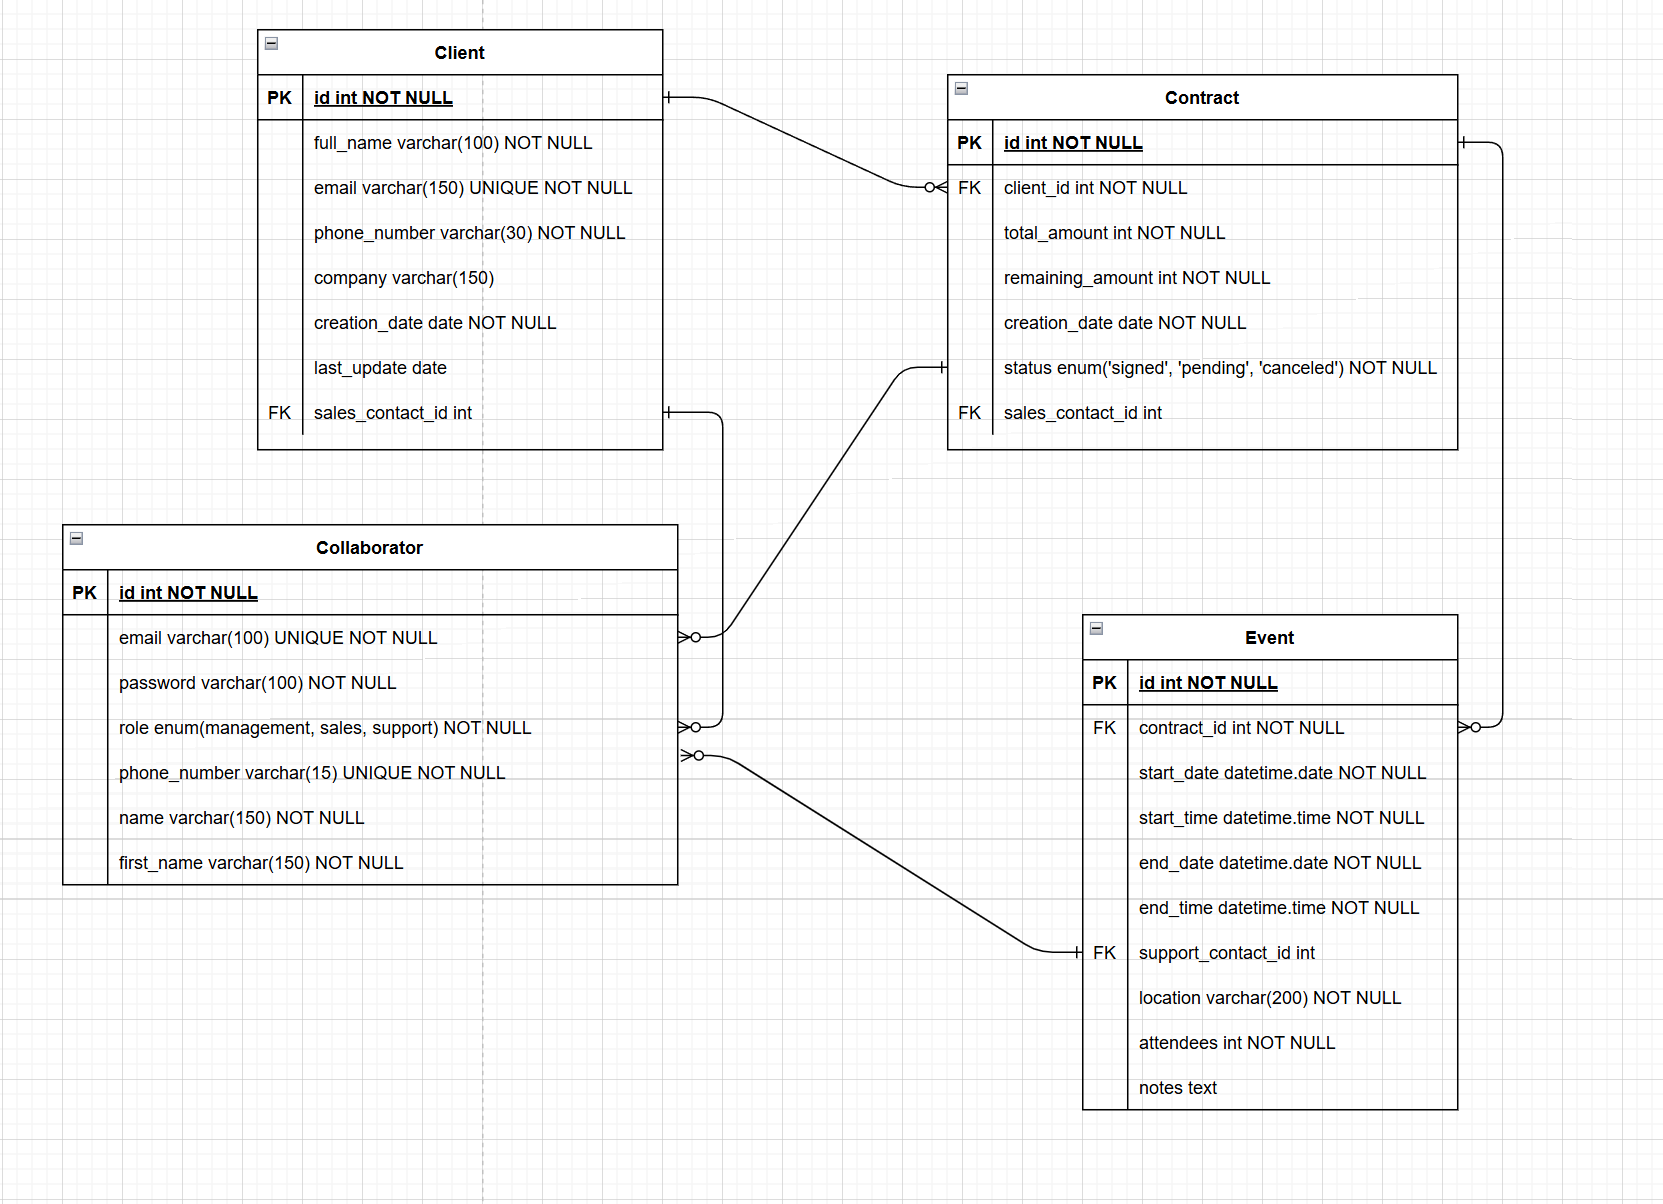 Client
PK id int NOT NULL
full_name varchar(100) NOT NULL
email varchar(150) UNIQUE NOT NULL
phone_number varchar(30) NOT NULL
company varchar(150)
creation_date date NOT NULL
last_update date
FK sales_contact_id int
Contract
PK id int NOT NULL
FK client_id int NOT NULL
total_amount int NOT NULL
remaining_amount int NOT NULL
creation_date date NOT NULL
status enum('signed', 'pending', 'canceled') NOT NULL
FK sales_contact_id int
Collaborator
PK id int NOT NULL
email varchar(100) UNIQUE NOT NULL
password varchar(100) NOT NULL
role enum(management, sales, support) NOT NULL
phone_number varchar(15) UNIQUE NOT NULL
name varchar(150) NOT NULL
first_name varchar(150) NOT NULL
Event
PK id int NOT NULL
FK contract_id int NOT NULL
start_date datetime.date NOT NULL
start_time datetime.time NOT NULL
end_date datetime.date NOT NULL
end_time datetime.time NOT NULL
FK support_contact_id int
location varchar(200) NOT NULL
attendees int NOT NULL
notes text